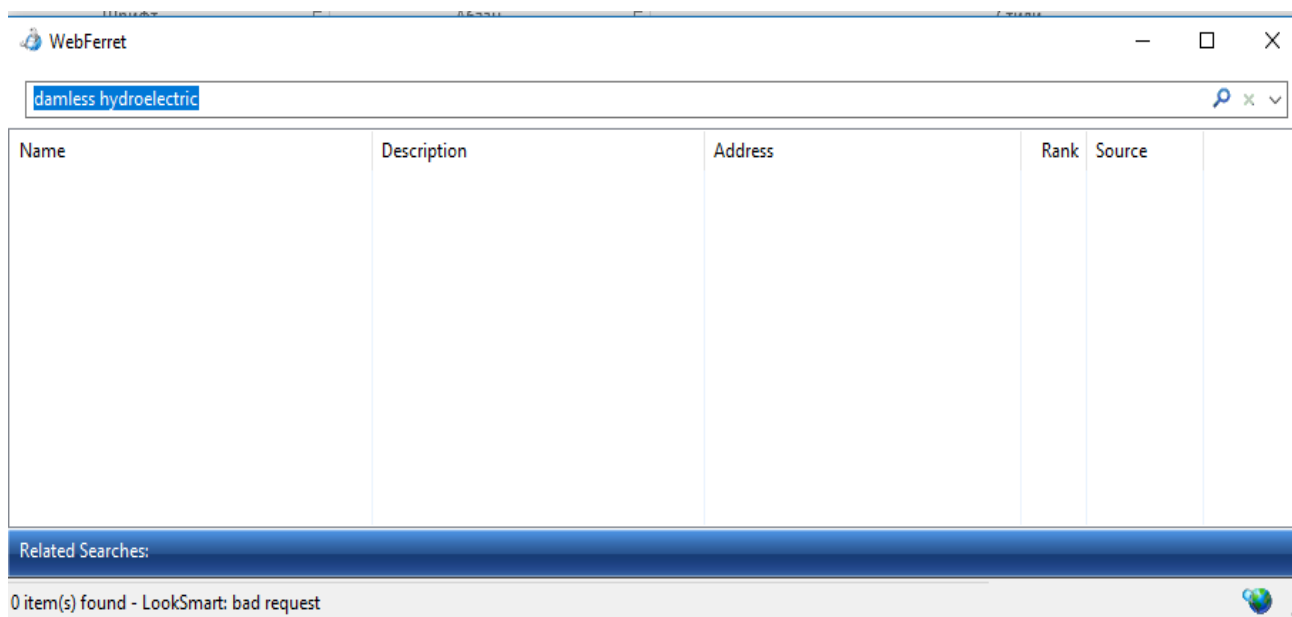 WebFerret
damless hydroelectric
Name Description Address Rank Source
Related Searches:
0 item(s) found - LookSmart: bad request